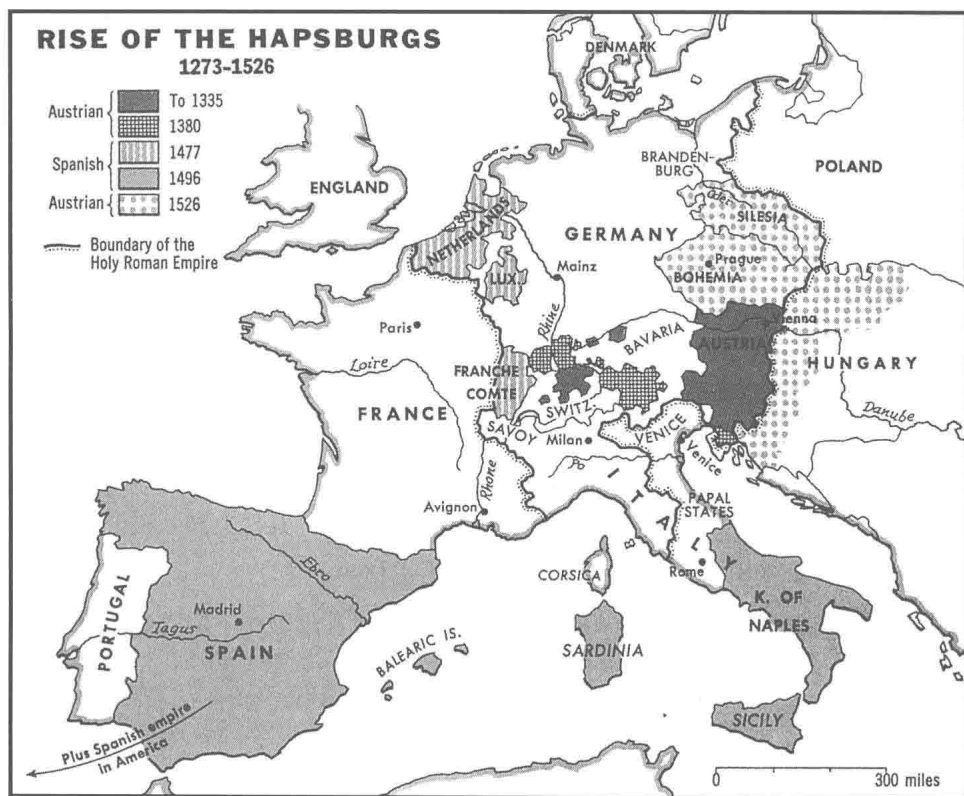 RISE OF THE HAPSBURGS
1273-1526
Austrian
To 1335
1380
Spanish
1477
1496
Austrian
1526
Boundary of the
Holy Roman Empire
DENMARK
ENGLAND
BRANDEN-
BURG
POLAND
Oder
SILESIA
NETHERLANDS
GERMANY
Prague
BOHEMIA
LUX.
Mainz
Rhine
Paris
BAVARIA
Vienna
AUSTRIA
HUNGARY
Loire
FRANCHE
COMTE
FRANCE
SWITZ.
Danube
SAVOY
Milan
VENICE
Venice
Po
Rhone
Avignon
ITALY
PAPAL
STATES
Rome
CORSICA
Ebro
PORTUGAL
Madrid
Tagus
SPAIN
BALEARIC IS.
SARDINIA
K. OF
NAPLES
SICILY
Plus Spanish empire
in America
0 300 miles